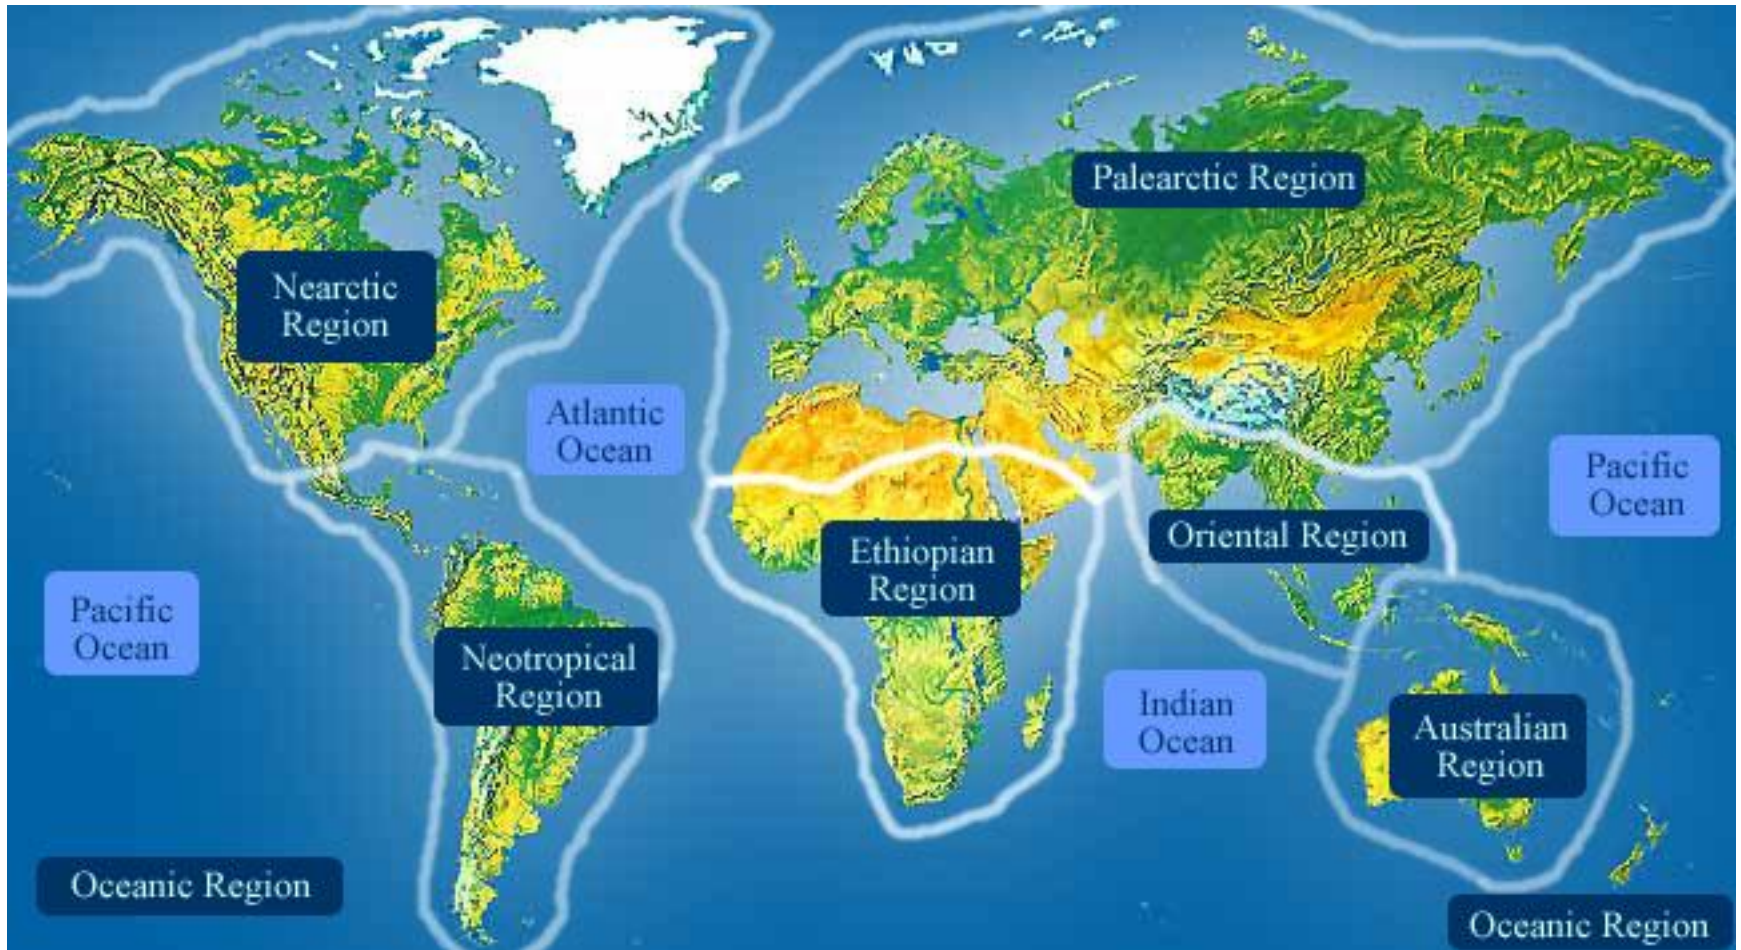 Palearctic Region
Nearctic
Region
Atlantic
Ocean
Pacific
Ocean
Oriental Region
Ethiopian
Region
Pacific
Ocean
Neotropical
Region
Indian
Ocean
Australian
Region
Oceanic Region
Oceanic Region